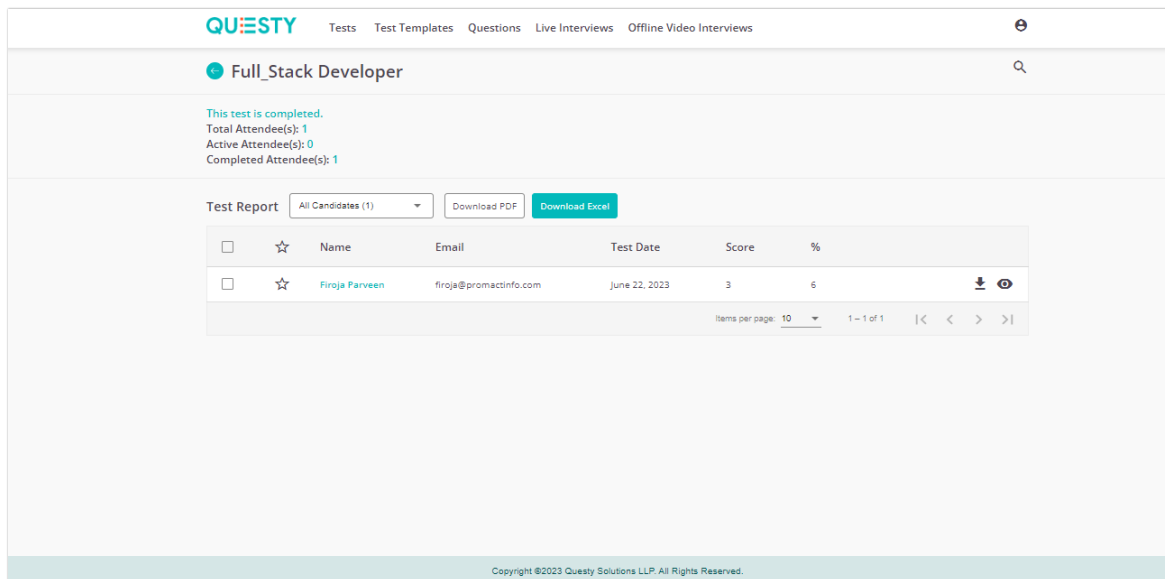 QUESTY Tests Test Templates Questions Live Interviews Offline Video Interviews
Full_Stack Developer
This test is completed.
Total Attendee(s): 1
Active Attendee(s): 0
Completed Attendee(s): 1
Test Report All Candidates (1) Download PDF Download Excel
Name Email Test Date Score %
Firoja Parveen firoja@promactinfo.com June 22, 2023 3 6
Items per page: 10 1 – 1 of 1
Copyright ©2023 Questy Solutions LLP. All Rights Reserved.